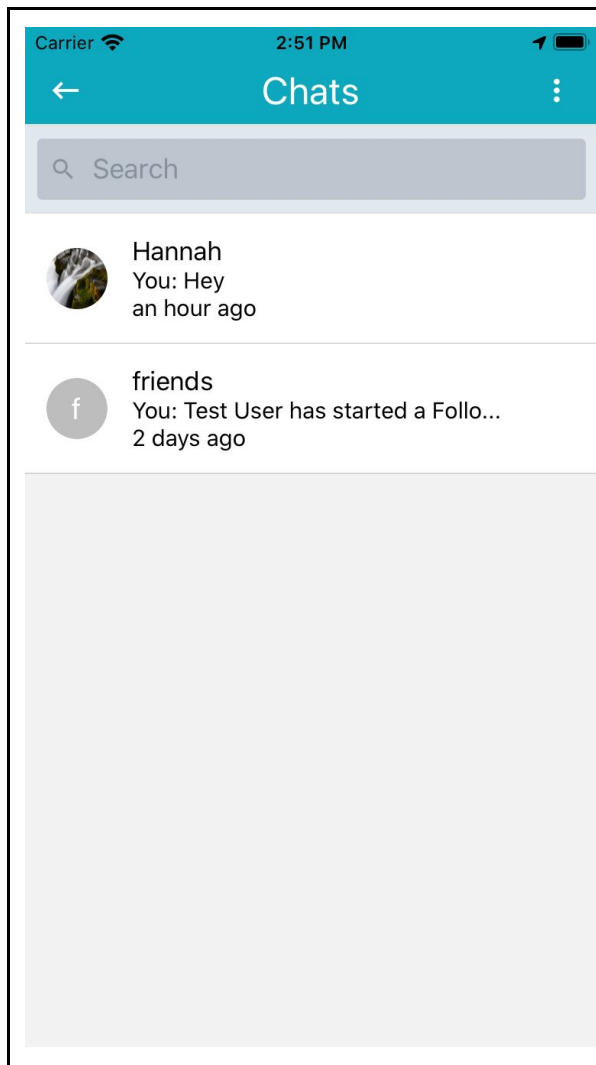 Carrier
2:51 PM
Chats
Search
Hannah
You: Hey
an hour ago
f
friends
You: Test User has started a Follo...
2 days ago